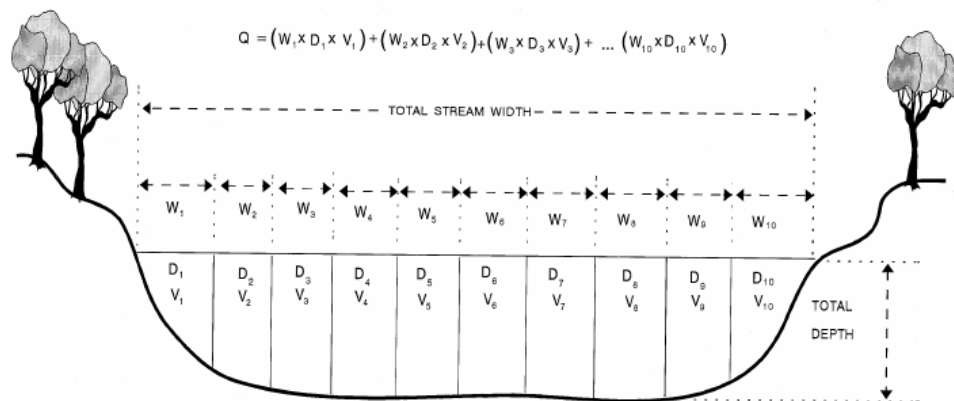 Q = (W₁ x D₁ x V₁) + (W₂ x D₂ x V₂) + (W₃ x D₃ x V₃) + ... (W₁₀ x D₁₀ x V₁₀)
TOTAL STREAM WIDTH
W₁ W₂ W₃ W₄ W₅ W₆ W₇ W₈ W₉ W₁₀
D₁ D₂ D₃ D₄ D₅ D₆ D₇ D₈ D₉ D₁₀
V₁ V₂ V₃ V₄ V₅ V₆ V₇ V₈ V₉ V₁₀
TOTAL
DEPTH